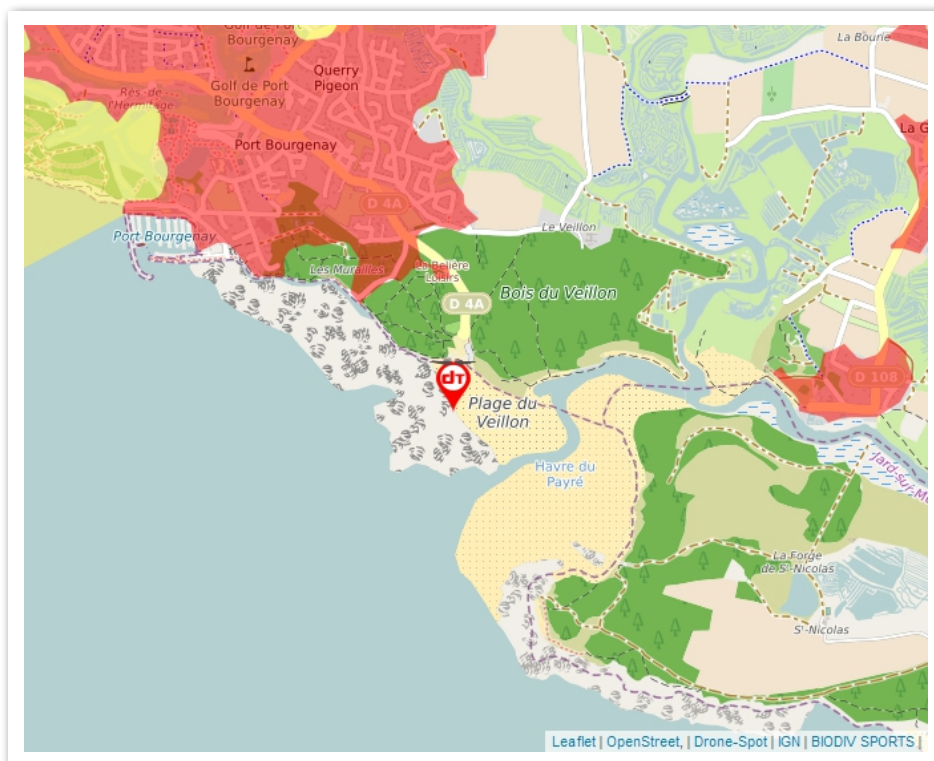 Golf de Port
Bourgenay
La Bourie
Querry
Pigeon
Golf de Port
Bourgenay
Rés. de
l'Hermitage
La G
Port Bourgenay
D 4A
Port-Bourgenay
Le Veillon
Les Murailles
La Belière
Loisirs
Bois du Veillon
D 4A
dT
D 108
Plage du
Veillon
Havre du
Payré
Jard-sur-M
La Forge
de Sᵗ-Nicolas
Sᵗ-Nicolas
Leaflet | OpenStreet, | Drone-Spot | IGN | BIODIV SPORTS |